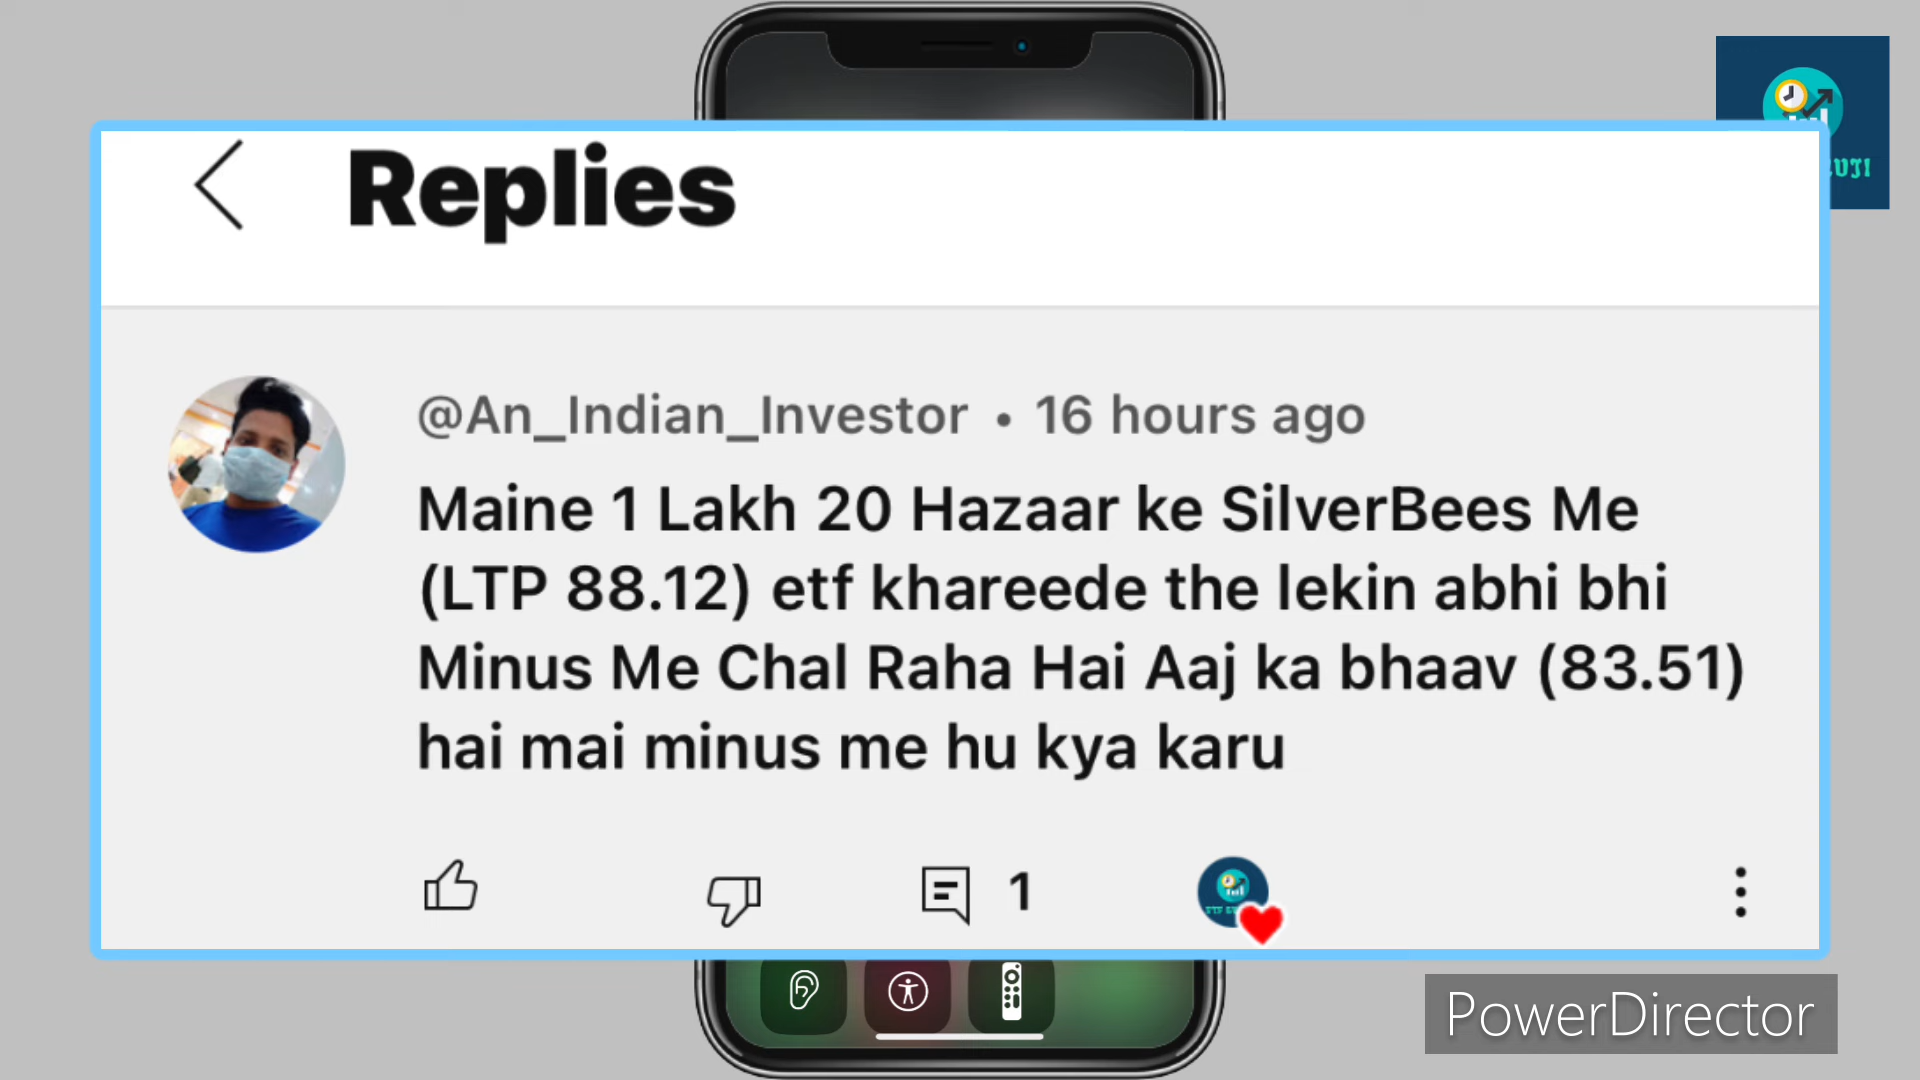 Replies
@An_Indian_Investor • 16 hours ago
Maine 1 Lakh 20 Hazaar ke SilverBees Me
(LTP 88.12) etf khareede the lekin abhi bhi
Minus Me Chal Raha Hai Aaj ka bhaav (83.51)
hai mai minus me hu kya karu
1
PowerDirector